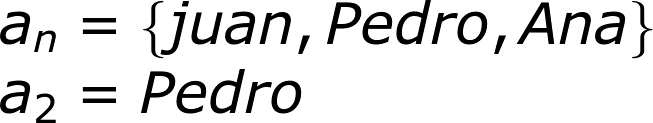 aₙ = {juan, Pedro, Ana}
a₂ = Pedro